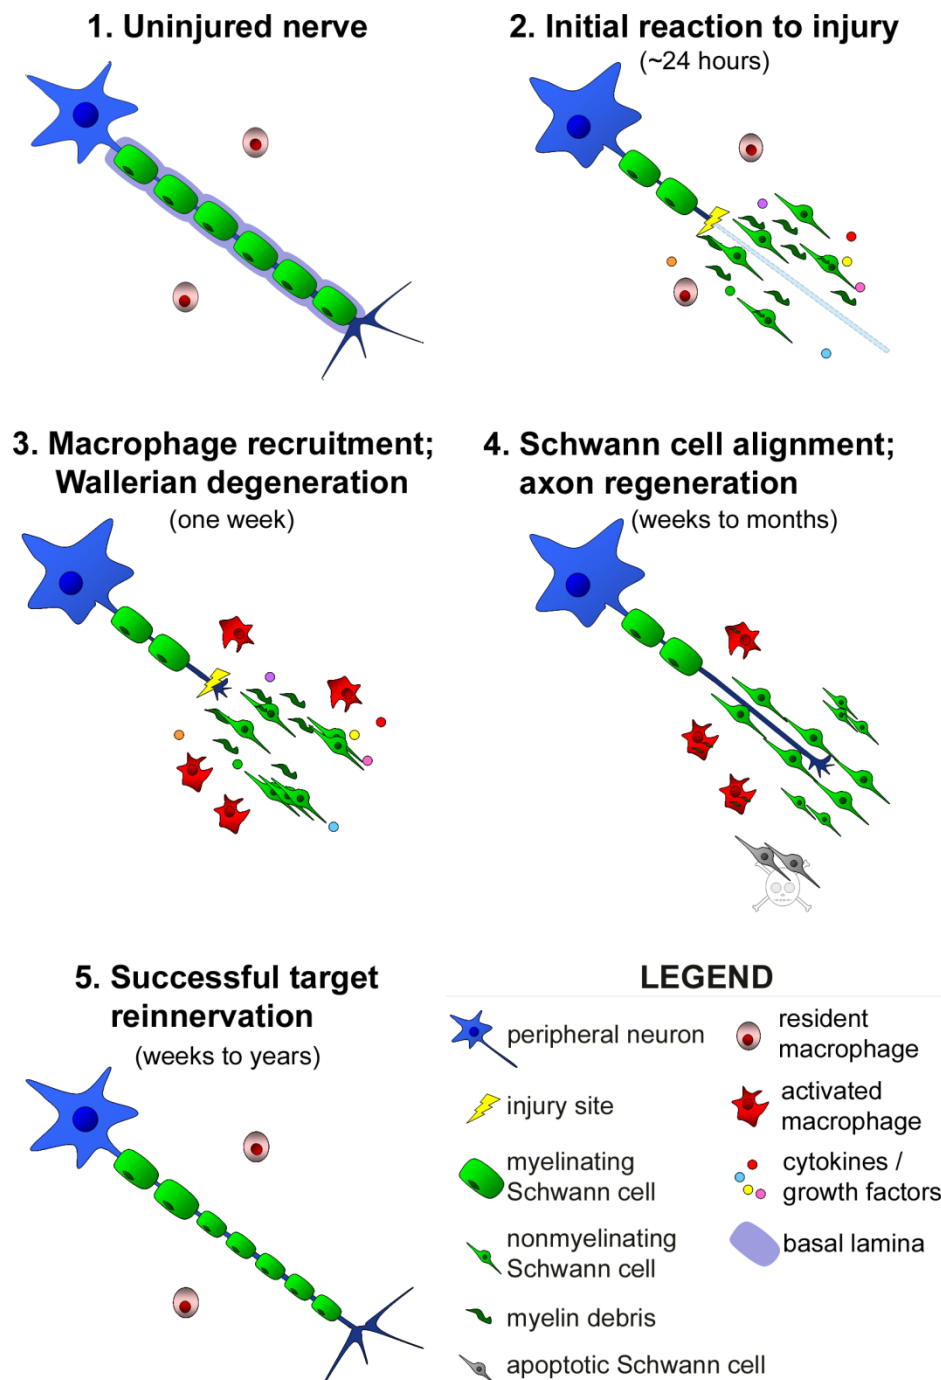 1. Uninjured nerve
2. Initial reaction to injury
(~24 hours)
3. Macrophage recruitment;
Wallerian degeneration
(one week)
4. Schwann cell alignment;
axon regeneration
(weeks to months)
5. Successful target
reinnervation
(weeks to years)
LEGEND
peripheral neuron
injury site
myelinating
Schwann cell
nonmyelinating
Schwann cell
myelin debris
apoptotic Schwann cell
resident
macrophage
activated
macrophage
cytokines /
growth factors
basal lamina